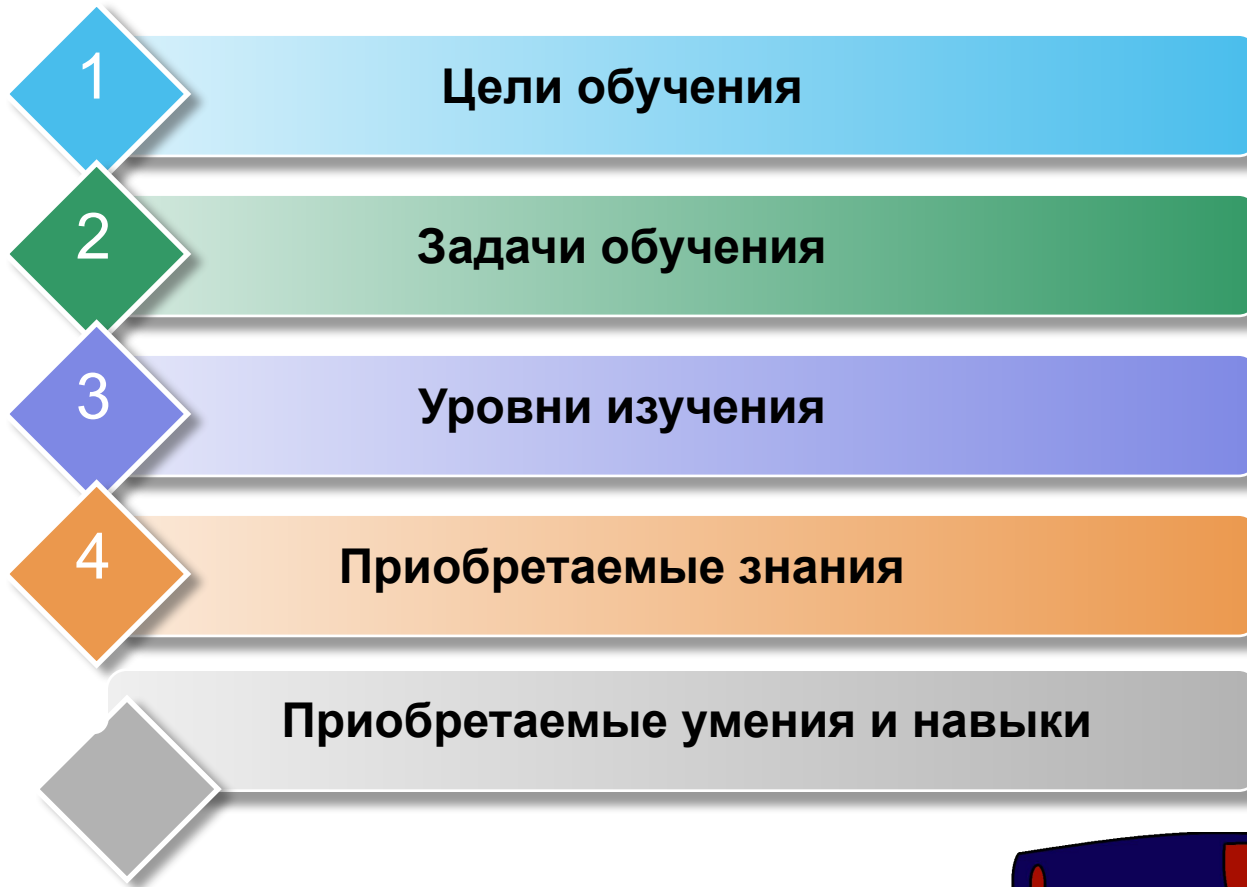 1
Цели обучения
2
Задачи обучения
3
Уровни изучения
4
Приобретаемые знания
Приобретаемые умения и навыки